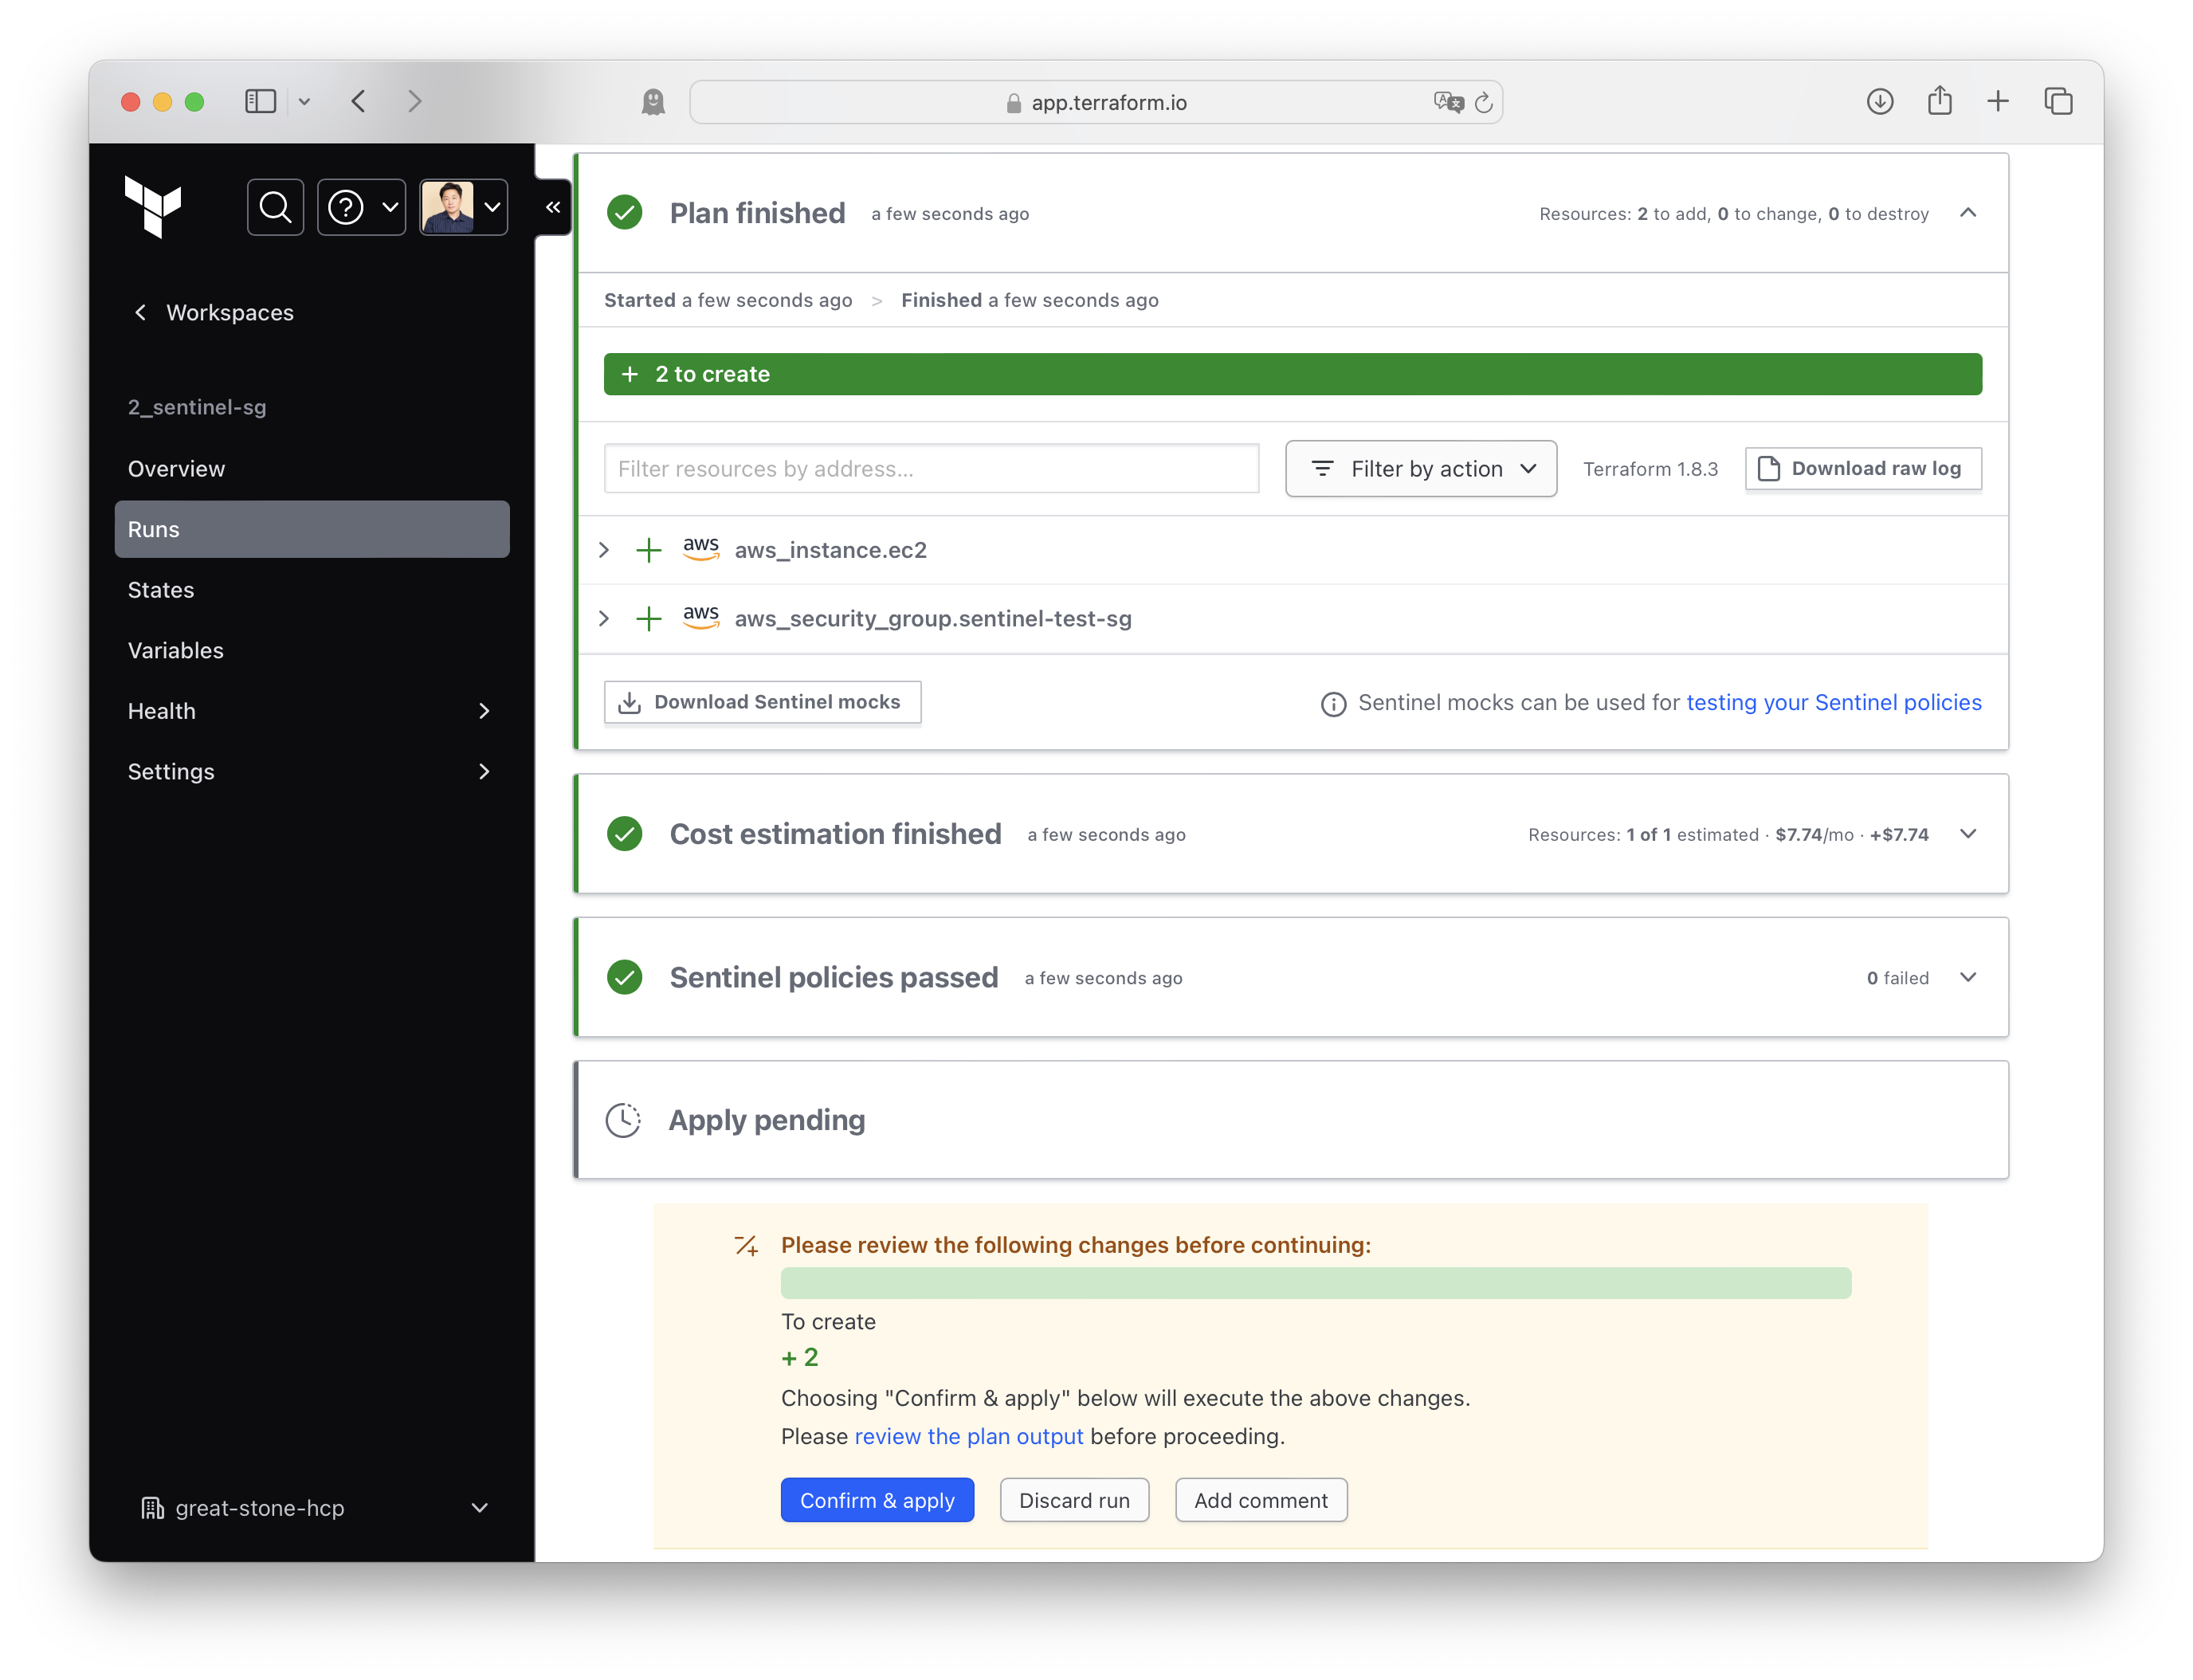 app.terraform.io
Workspaces
2_sentinel-sg
Overview
Runs
States
Variables
Health
Settings
great-stone-hcp
Plan finished a few seconds ago Resources: 2 to add, 0 to change, 0 to destroy
Started a few seconds ago > Finished a few seconds ago
+ 2 to create
Filter resources by address... Filter by action Terraform 1.8.3 Download raw log
aws aws_instance.ec2
aws aws_security_group.sentinel-test-sg
Download Sentinel mocks Sentinel mocks can be used for testing your Sentinel policies
Cost estimation finished a few seconds ago Resources: 1 of 1 estimated · $7.74/mo · +$7.74
Sentinel policies passed a few seconds ago 0 failed
Apply pending
Please review the following changes before continuing:
To create
+ 2
Choosing "Confirm & apply" below will execute the above changes.
Please review the plan output before proceeding.
Confirm & apply Discard run Add comment